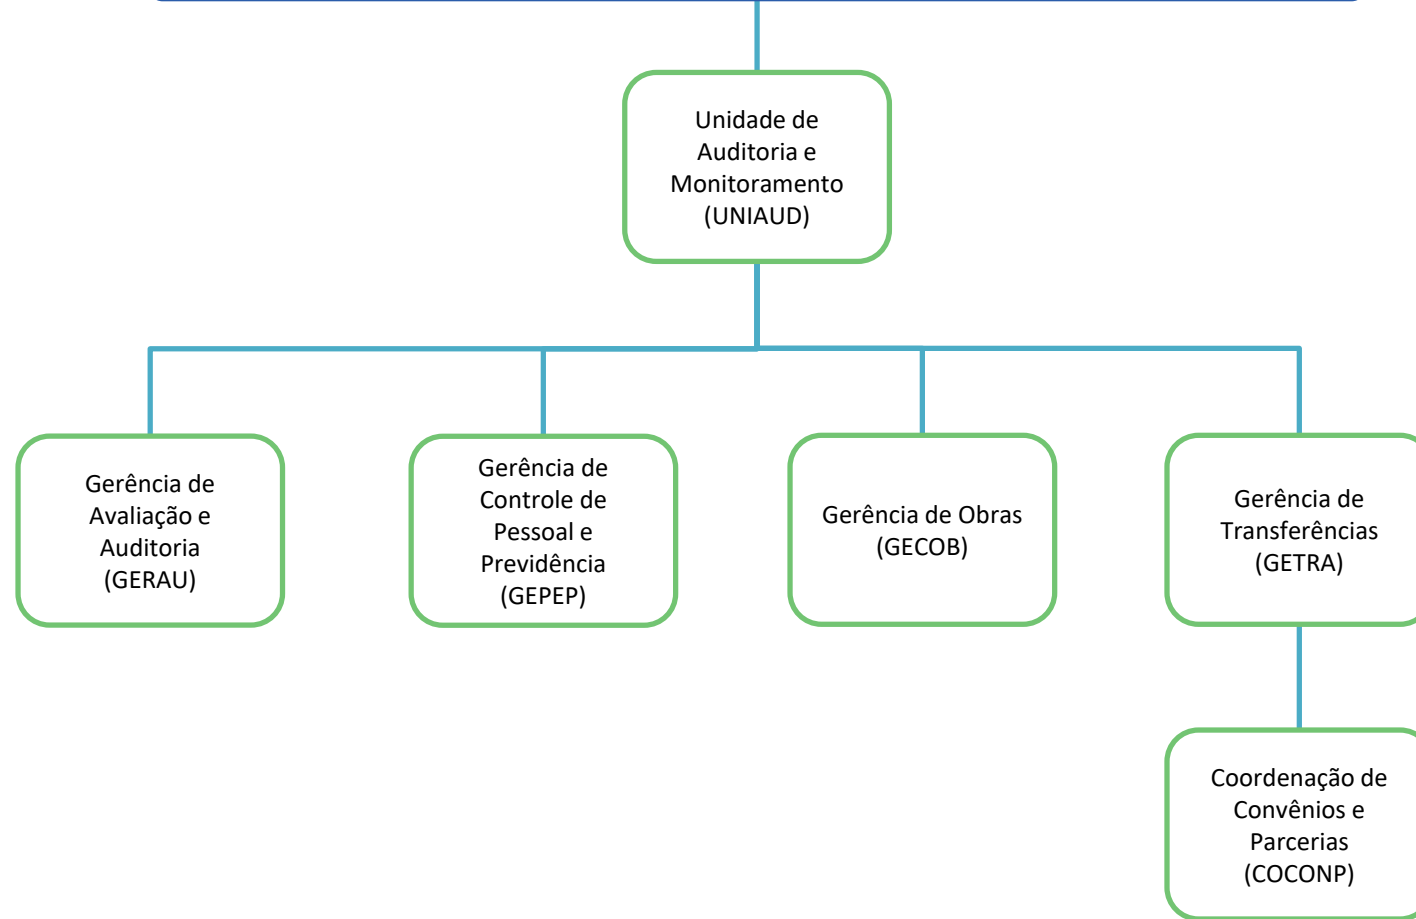 Unidade de
Auditoria e
Monitoramento
(UNIAUD)
Gerência de
Avaliação e
Auditoria
(GERAU)
Gerência de
Controle de
Pessoal e
Previdência
(GEPEP)
Gerência de Obras
(GECOB)
Gerência de
Transferências
(GETRA)
Coordenação de
Convênios e
Parcerias
(COCONP)